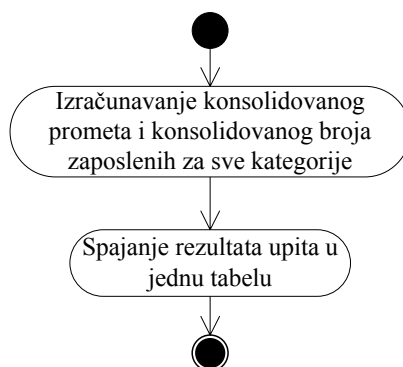 Izračunavanje konsolidovanog
prometa i konsolidovanog broja
zaposlenih za sve kategorije
Spajanje rezultata upita u
jednu tabelu